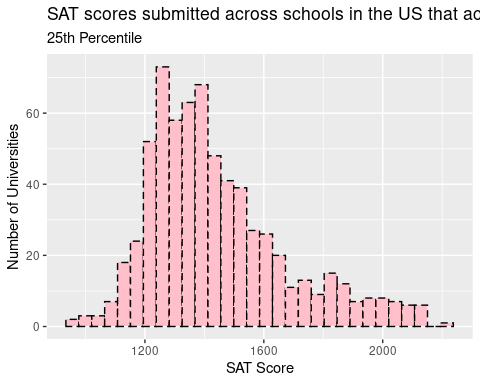 SAT scores submitted across schools in the US that ac
25th Percentile
Number of Universities
60
40
20
0
1200 1600 2000
SAT Score